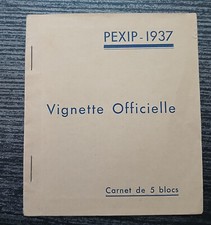 PEXIP-1937
Vignette Officielle
Carnet de 5 blocs